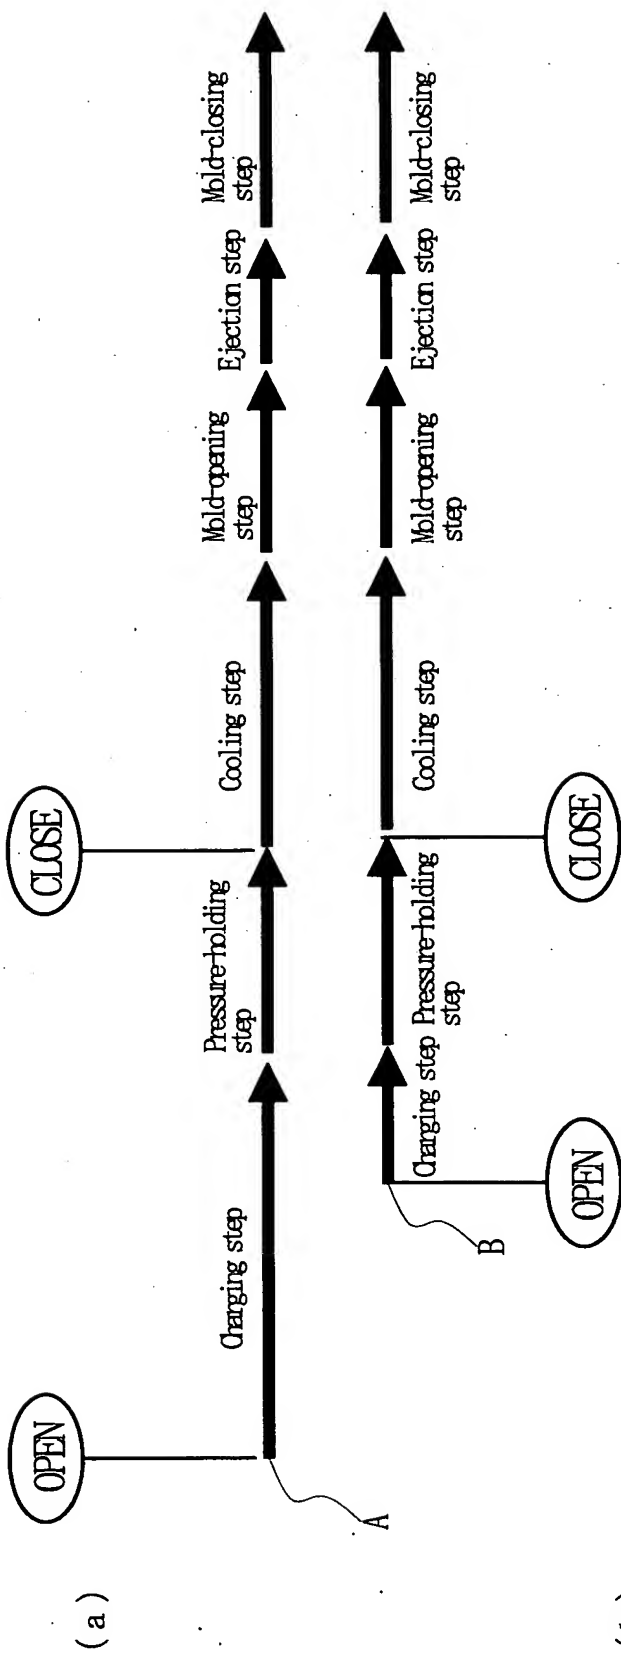 (a)
OPEN
CLOSE
Charging step
Pressure-holding
step
Cooling step
Mold-opening
step
Ejection step
Mold-closing
step
A
B
Charging step
Pressure-holding
step
Cooling step
Mold-opening
step
Ejection step
Mold-closing
step
OPEN
CLOSE